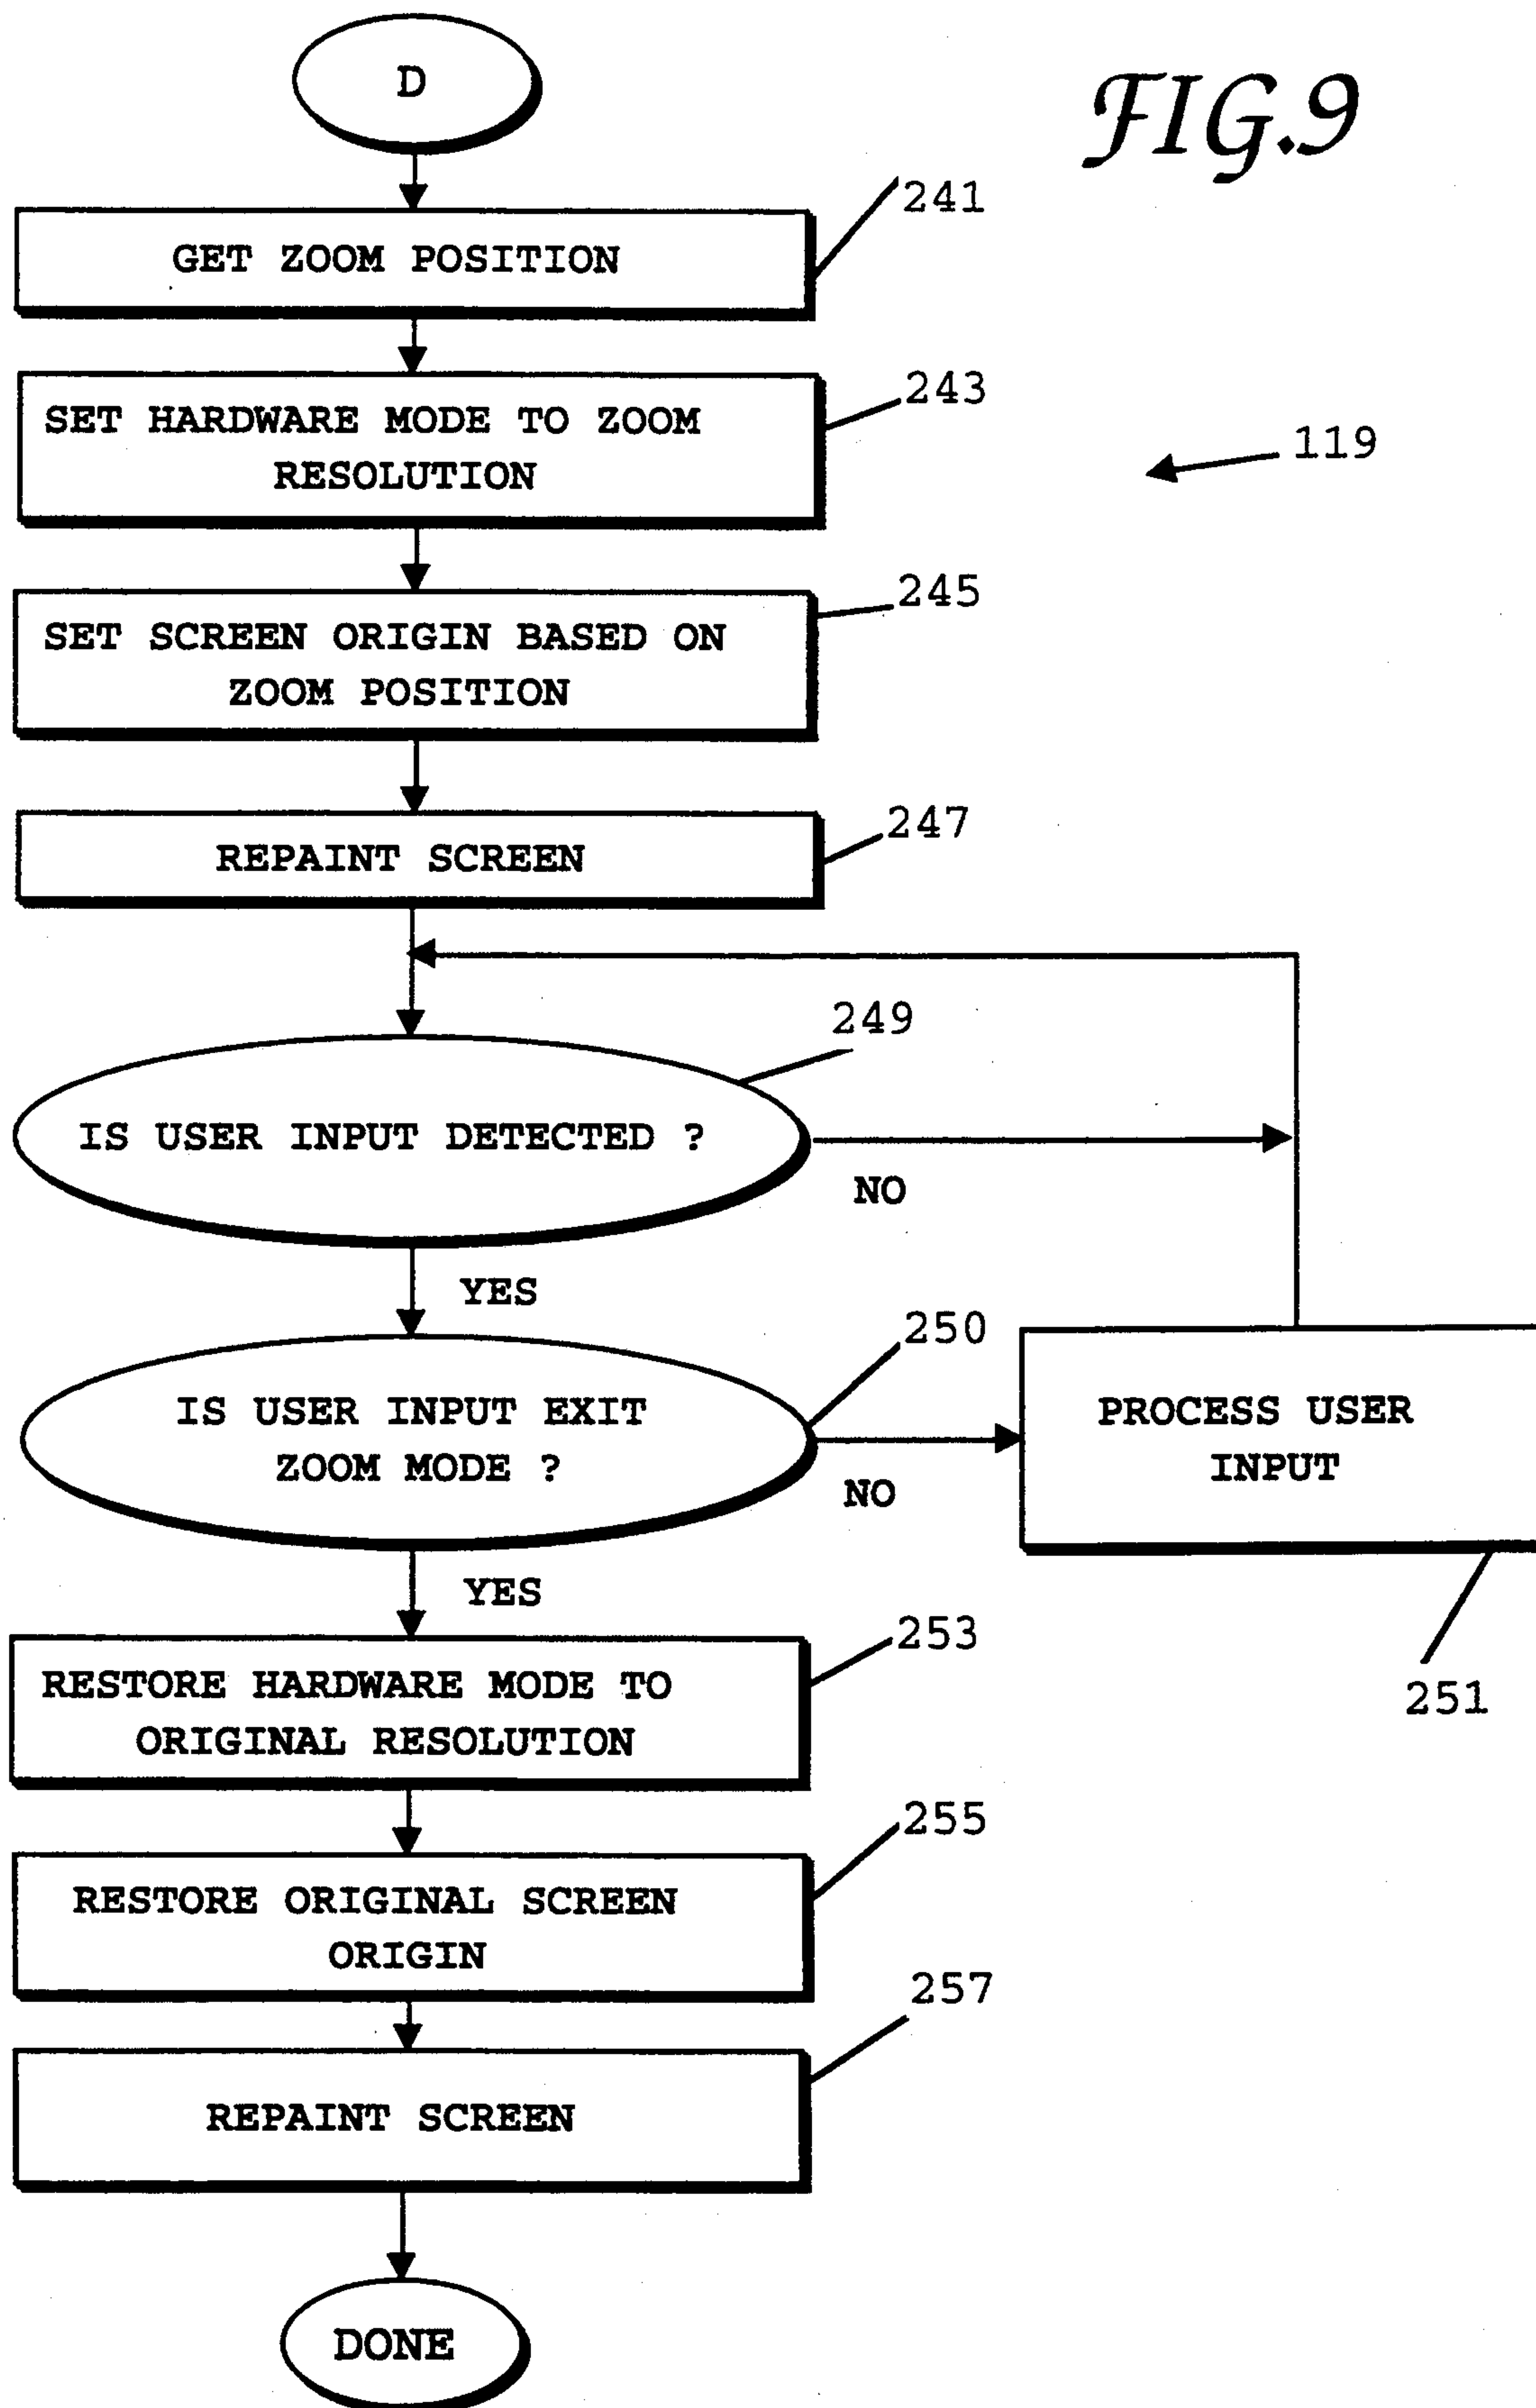 D
FIG.9
241
GET ZOOM POSITION
243
SET HARDWARE MODE TO ZOOM
RESOLUTION
119
245
SET SCREEN ORIGIN BASED ON
ZOOM POSITION
247
REPAINT SCREEN
249
IS USER INPUT DETECTED ?
NO
YES
250
IS USER INPUT EXIT
ZOOM MODE ?
NO
PROCESS USER
INPUT
251
YES
253
RESTORE HARDWARE MODE TO
ORIGINAL RESOLUTION
255
RESTORE ORIGINAL SCREEN
ORIGIN
257
REPAINT SCREEN
DONE